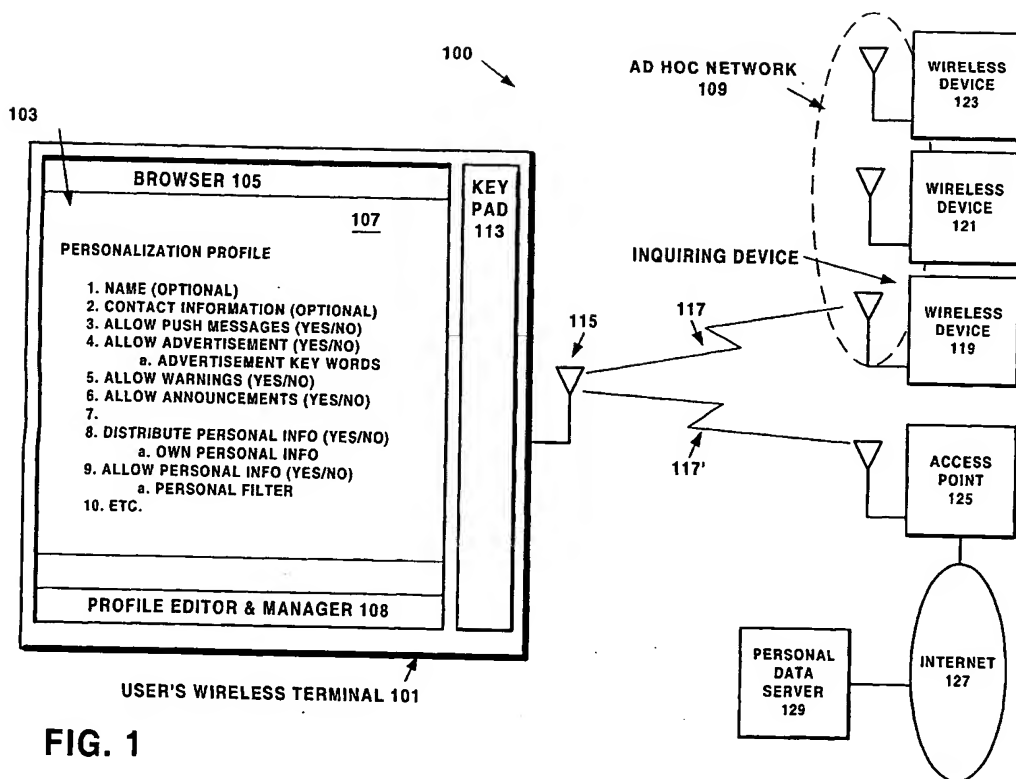 100
AD HOC NETWORK
109
WIRELESS
DEVICE
123
103
BROWSER 105
KEY
PAD
113
107
WIRELESS
DEVICE
121
PERSONALIZATION PROFILE
INQUIRING DEVICE
1. NAME (OPTIONAL)
2. CONTACT INFORMATION (OPTIONAL)
3. ALLOW PUSH MESSAGES (YES/NO)
4. ALLOW ADVERTISEMENT (YES/NO)
a. ADVERTISEMENT KEY WORDS
5. ALLOW WARNINGS (YES/NO)
6. ALLOW ANNOUNCEMENTS (YES/NO)
7.
8. DISTRIBUTE PERSONAL INFO (YES/NO)
a. OWN PERSONAL INFO
9. ALLOW PERSONAL INFO (YES/NO)
a. PERSONAL FILTER
10. ETC.
115
117
WIRELESS
DEVICE
119
117'
ACCESS
POINT
125
PROFILE EDITOR & MANAGER 108
USER'S WIRELESS TERMINAL 101
PERSONAL
DATA
SERVER
129
INTERNET
127
FIG. 1